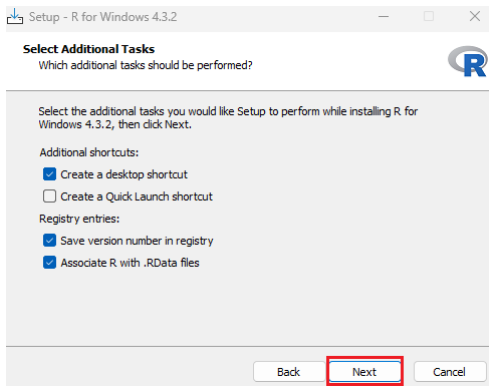 Setup - R for Windows 4.3.2
Select Additional Tasks
Which additional tasks should be performed?
R
Select the additional tasks you would like Setup to perform while installing R for
Windows 4.3.2, then click Next.
Additional shortcuts:
Create a desktop shortcut
Create a Quick Launch shortcut
Registry entries:
Save version number in registry
Associate R with .RData files
Back Next Cancel